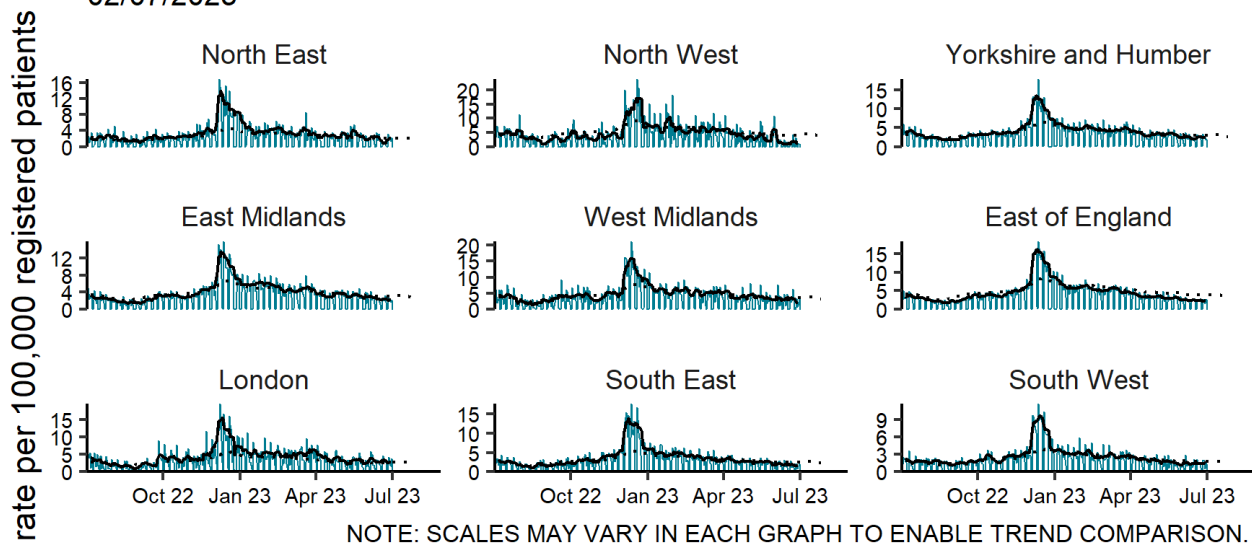 02/07/2023
rate per 100,000 registered patients
North East
North West
Yorkshire and Humber
16
12
8
4
0
20
15
10
5
0
15
10
5
0
East Midlands
West Midlands
East of England
12
8
4
0
20
15
10
5
0
15
10
5
0
London
South East
South West
15
10
5
0
15
10
5
0
9
6
3
0
Oct 22 Jan 23 Apr 23 Jul 23
Oct 22 Jan 23 Apr 23 Jul 23
Oct 22 Jan 23 Apr 23 Jul 23
NOTE: SCALES MAY VARY IN EACH GRAPH TO ENABLE TREND COMPARISON.